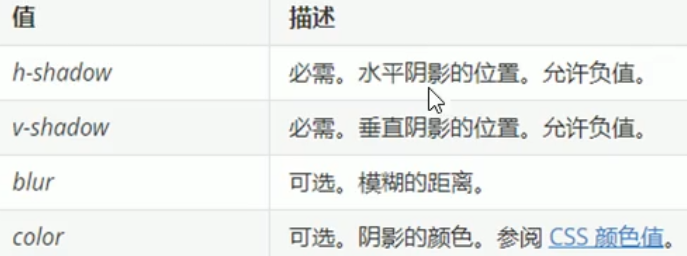 值 描述
h-shadow 必需。水平阴影的位置。允许负值。
v-shadow 必需。垂直阴影的位置。允许负值。
blur 可选。模糊的距离。
color 可选。阴影的颜色。参阅 CSS 颜色值。